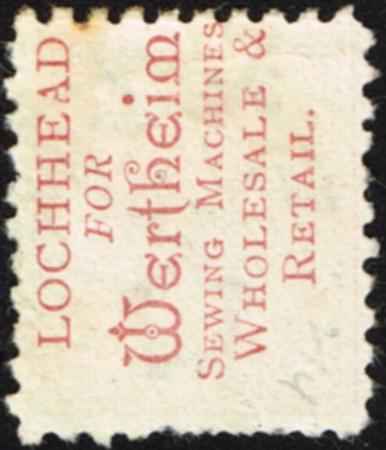 LOCHHEAD
FOR
Wertheim
SEWING MACHINES
WHOLESALE &
RETAIL.